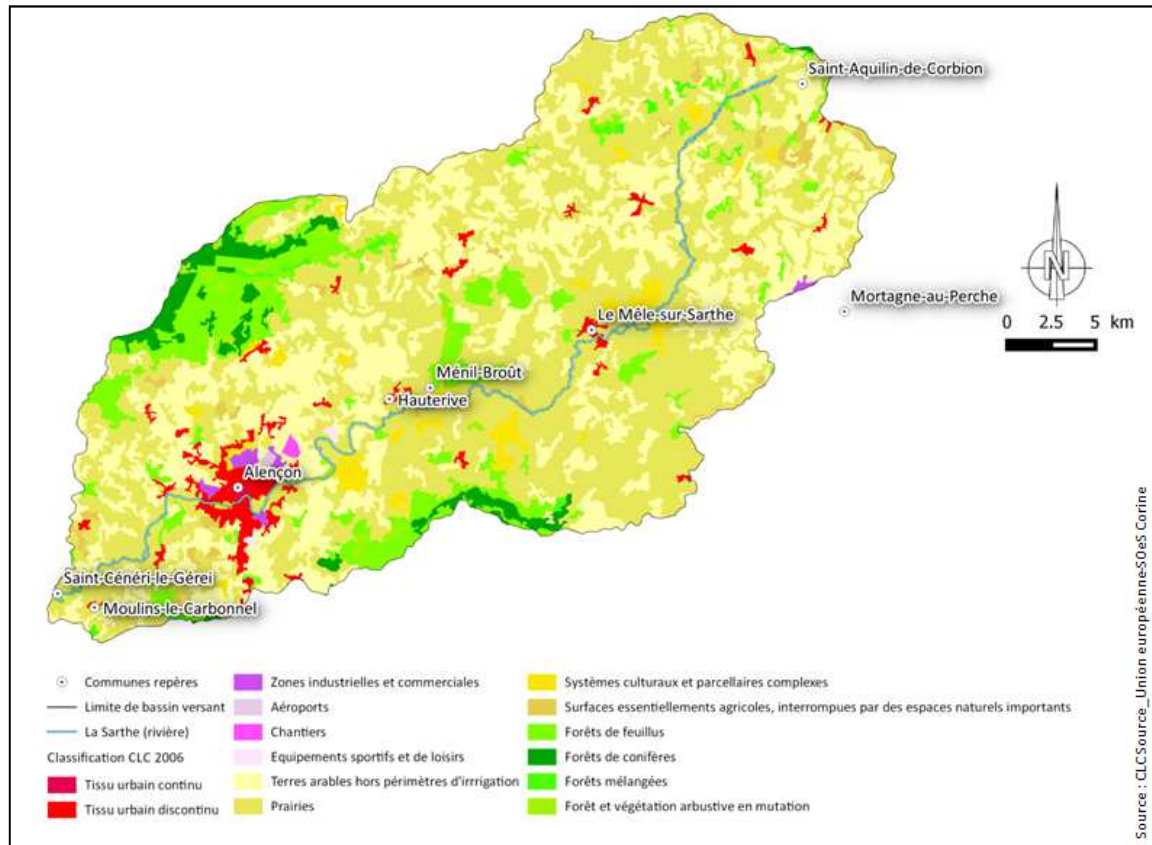 Saint-Aquilin-de-Corbion
Mortagne-au-Perche
Le Mêle-sur-Sarthe
Ménil-Broût
Hauterive
Alençon
Saint-Cénéri-le-Gérei
Moulins-le-Carbonnel
N
0 2.5 5 km
Communes repères
Limite de bassin versant
La Sarthe (rivière)
Classification CLC 2006
Tissu urbain continu
Tissu urbain discontinu
Zones industrielles et commerciales
Aéroports
Chantiers
Equipements sportifs et de loisirs
Terres arables hors périmètres d'irrrigation
Prairies
Systèmes culturaux et parcellaires complexes
Surfaces essentiellements agricoles, interrompues par des espaces naturels importants
Forêts de feuillus
Forêts de conifères
Forêts mélangées
Forêt et végétation arbustive en mutation
Source : CLCSource_Union européenne-SOeS Corine